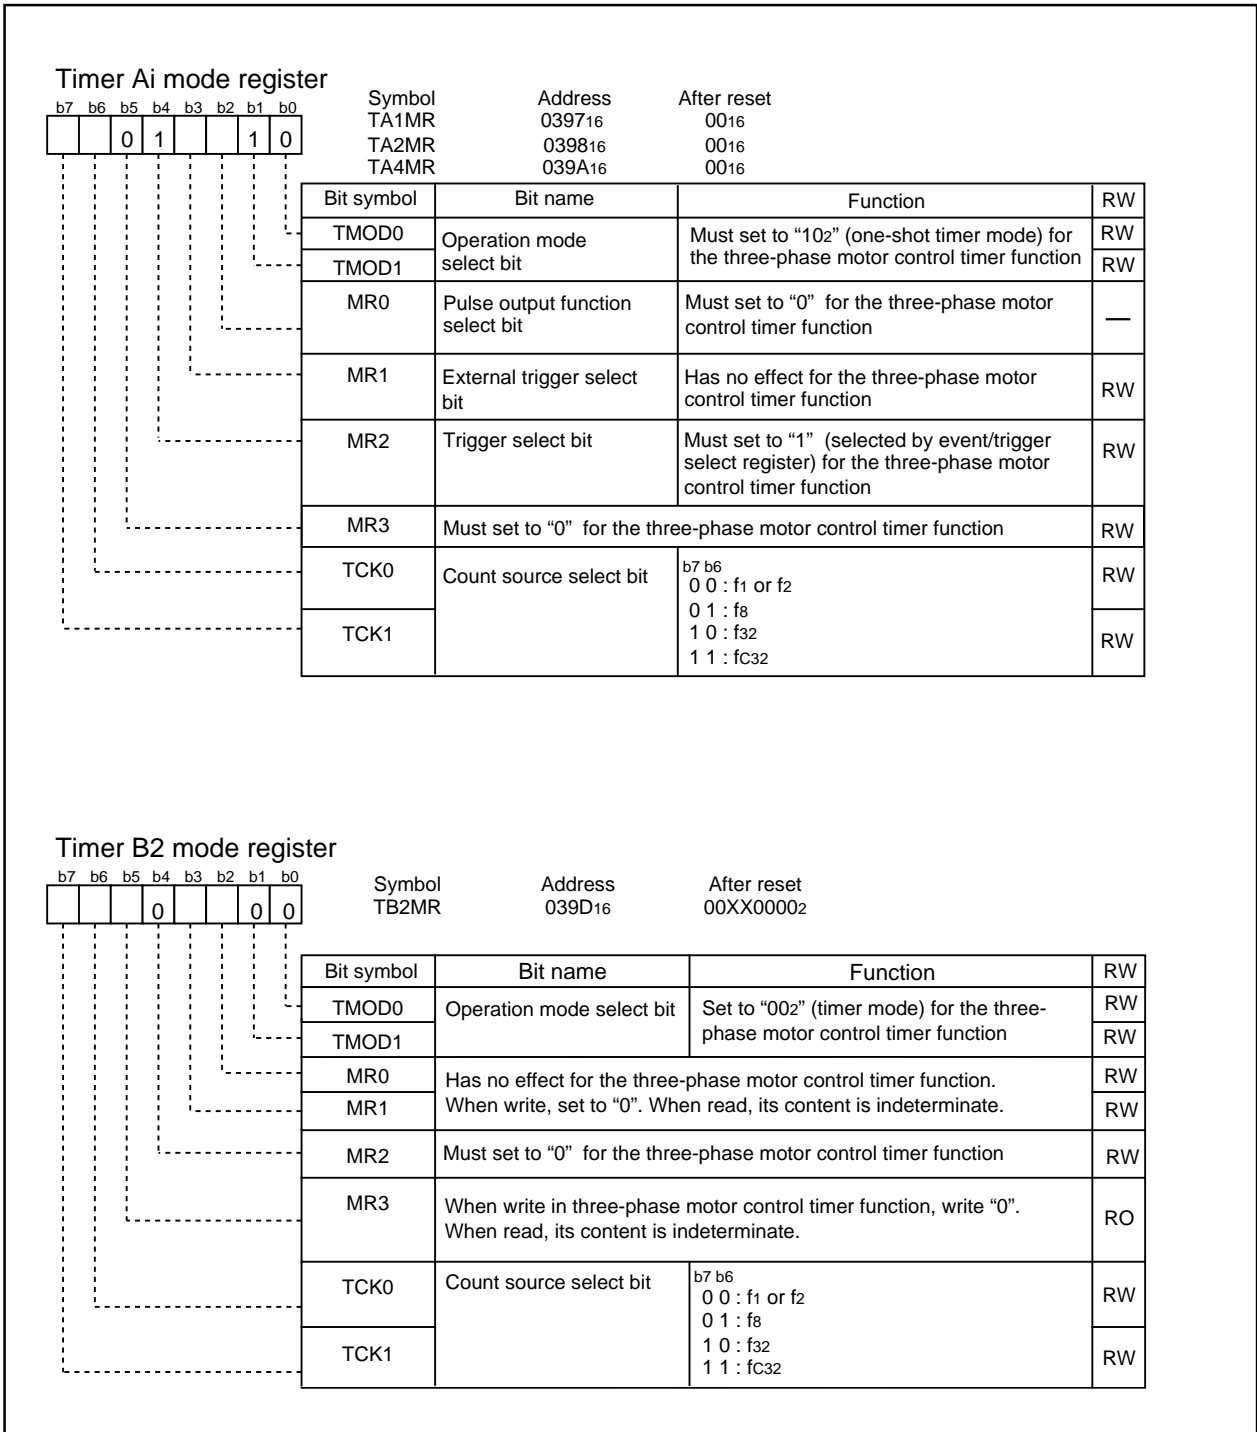 Timer Ai mode register
b7 b6 b5 b4 b3 b2 b1 b0
0 1 1 0
Symbol Address After reset
TA1MR 039716 0016
TA2MR 039816 0016
TA4MR 039A16 0016
Bit symbol Bit name Function RW
TMOD0 Operation mode select bit Must set to “102” (one-shot timer mode) for RW
TMOD1 the three-phase motor control timer function RW
MR0 Pulse output function Must set to “0” for the three-phase motor —
select bit control timer function
MR1 External trigger select Has no effect for the three-phase motor RW
bit control timer function
MR2 Trigger select bit Must set to “1” (selected by event/trigger RW
select register) for the three-phase motor
control timer function
MR3 Must set to “0” for the three-phase motor control timer function RW
TCK0 Count source select bit b7 b6 RW
0 0 : f1 or f2
0 1 : f8
TCK1 1 0 : f32 RW
1 1 : fC32
Timer B2 mode register
b7 b6 b5 b4 b3 b2 b1 b0
0 0 0
Symbol Address After reset
TB2MR 039D16 00XX00002
Bit symbol Bit name Function RW
TMOD0 Operation mode select bit Set to “002” (timer mode) for the three- RW
TMOD1 phase motor control timer function RW
MR0 Has no effect for the three-phase motor control timer function. RW
MR1 When write, set to “0”. When read, its content is indeterminate. RW
MR2 Must set to “0” for the three-phase motor control timer function RW
MR3 When write in three-phase motor control timer function, write “0”. RO
When read, its content is indeterminate.
TCK0 Count source select bit b7 b6 RW
0 0 : f1 or f2
0 1 : f8
TCK1 1 0 : f32 RW
1 1 : fC32